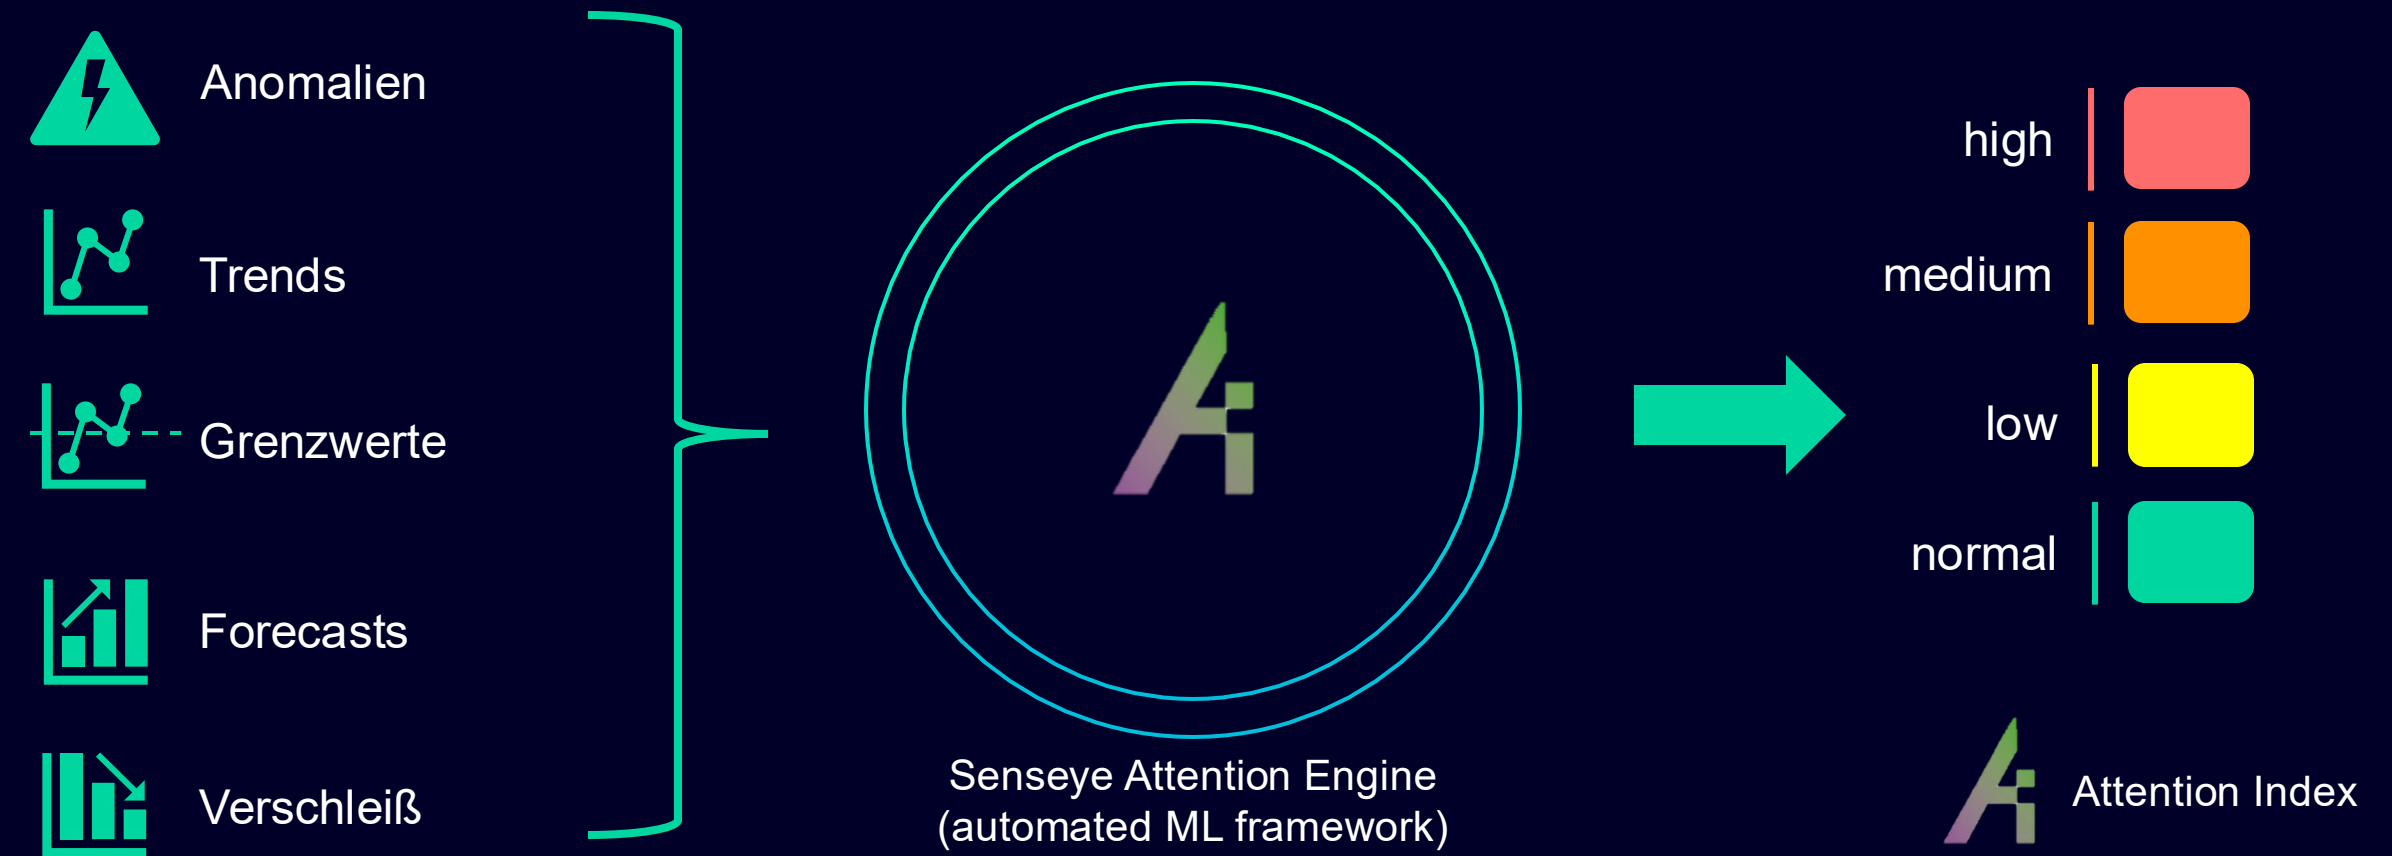 Anomalien
Trends
Grenzwerte
Forecasts
Verschleiß
Senseye Attention Engine
(automated ML framework)
high
medium
low
normal
Attention Index